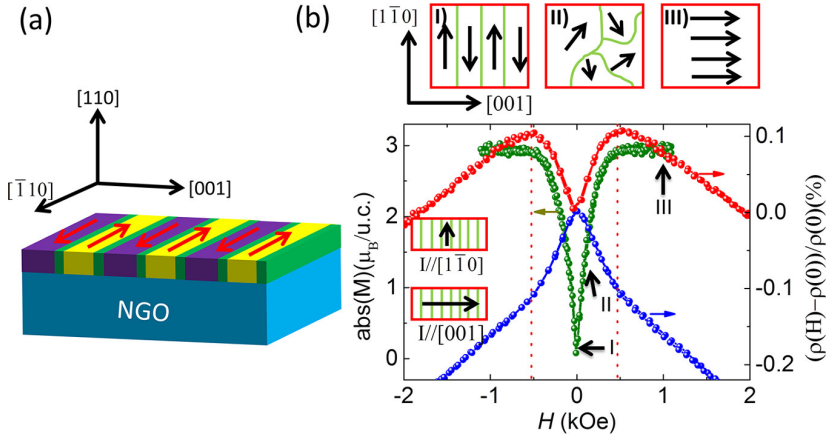 (a)
[110]
[1̅10]
[001]
NGO
(b)
[11̅0]
[001]
I)
II)
III)
abs(M)(μB/u.c.)
3
2
1
0
I//[11̅0]
I//[001]
I
II
III
0.1
0.0
-0.1
-0.2
(ρ(H)−ρ(0))/ρ(0)(%)
-2
-1
0
1
2
H (kOe)